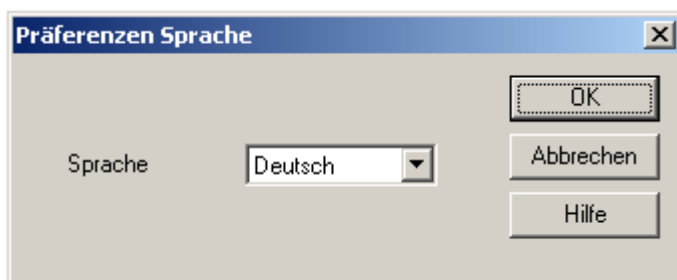 Präferenzen Sprache
OK
Sprache
Deutsch
Abbrechen
Hilfe